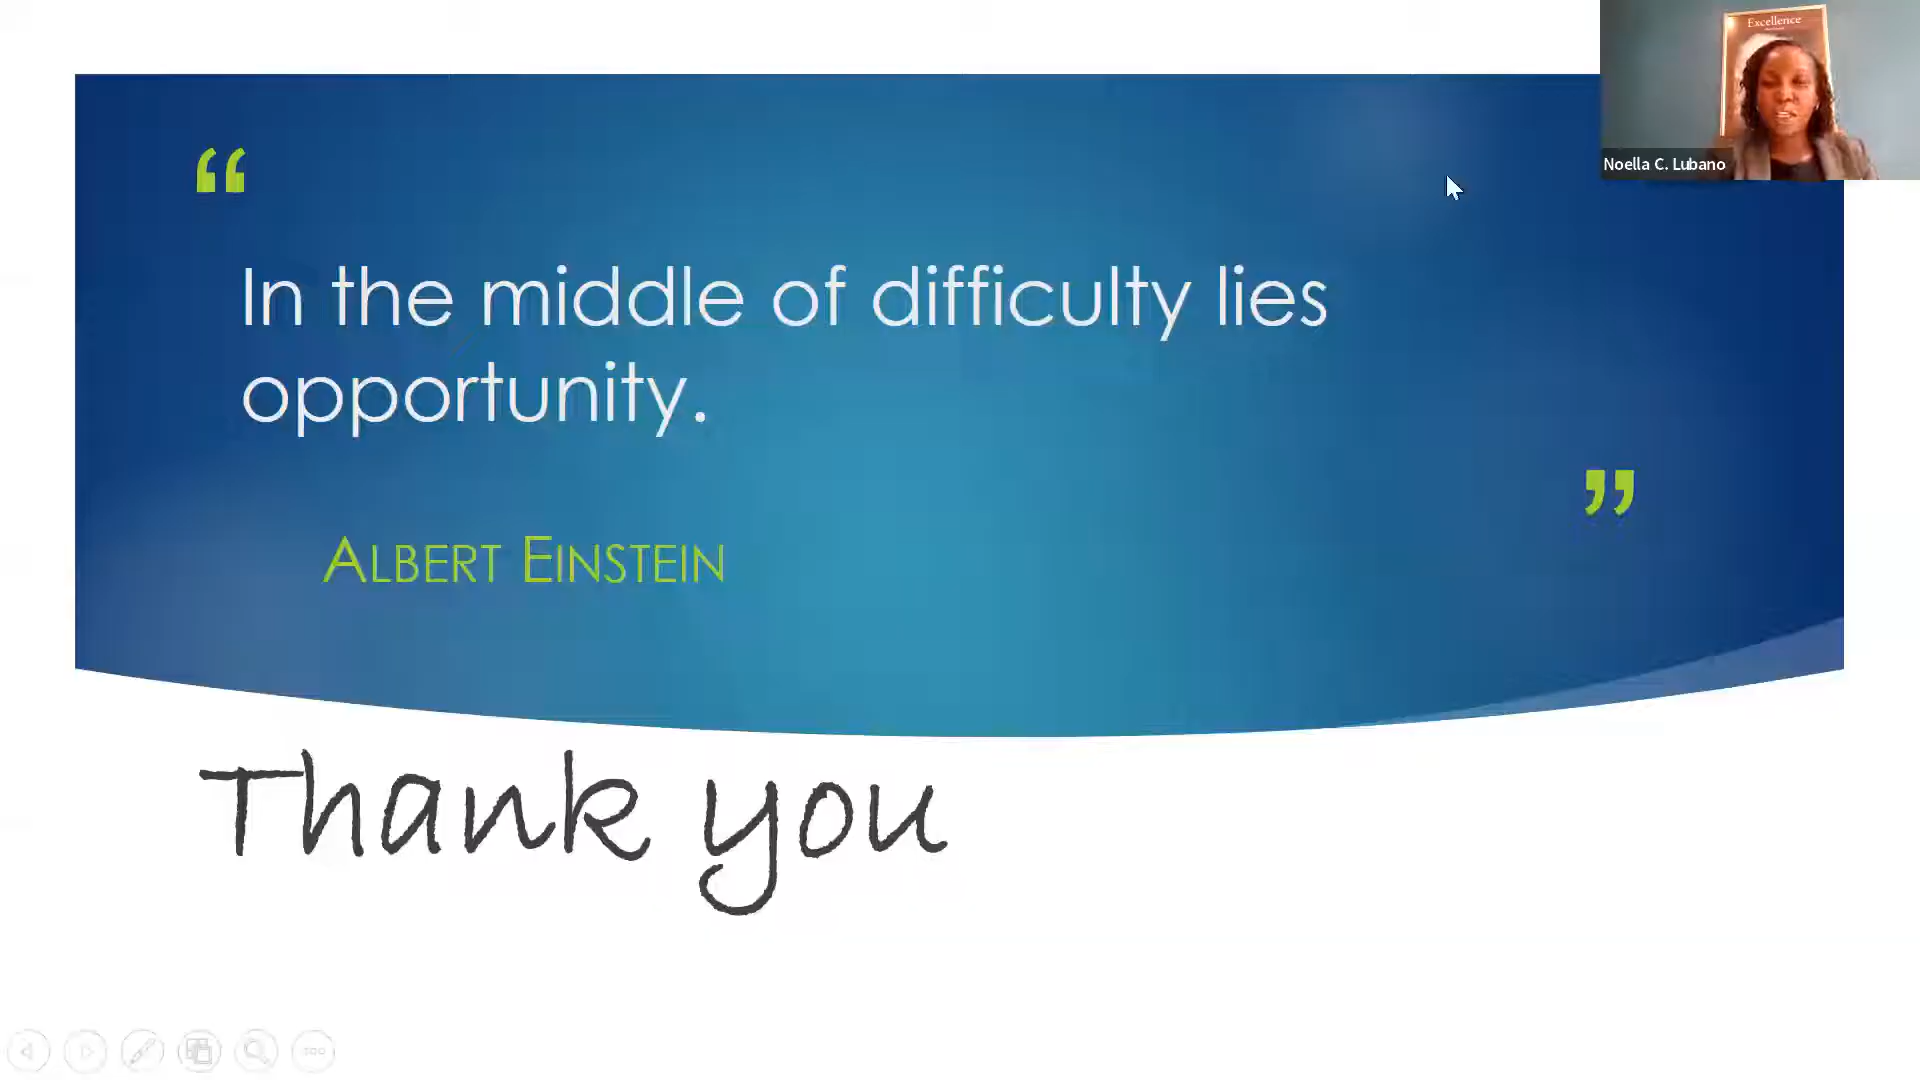 Excellence
Noella C. Lubano
“
In the middle of difficulty lies
opportunity.
”
ALBERT EINSTEIN
Thank you